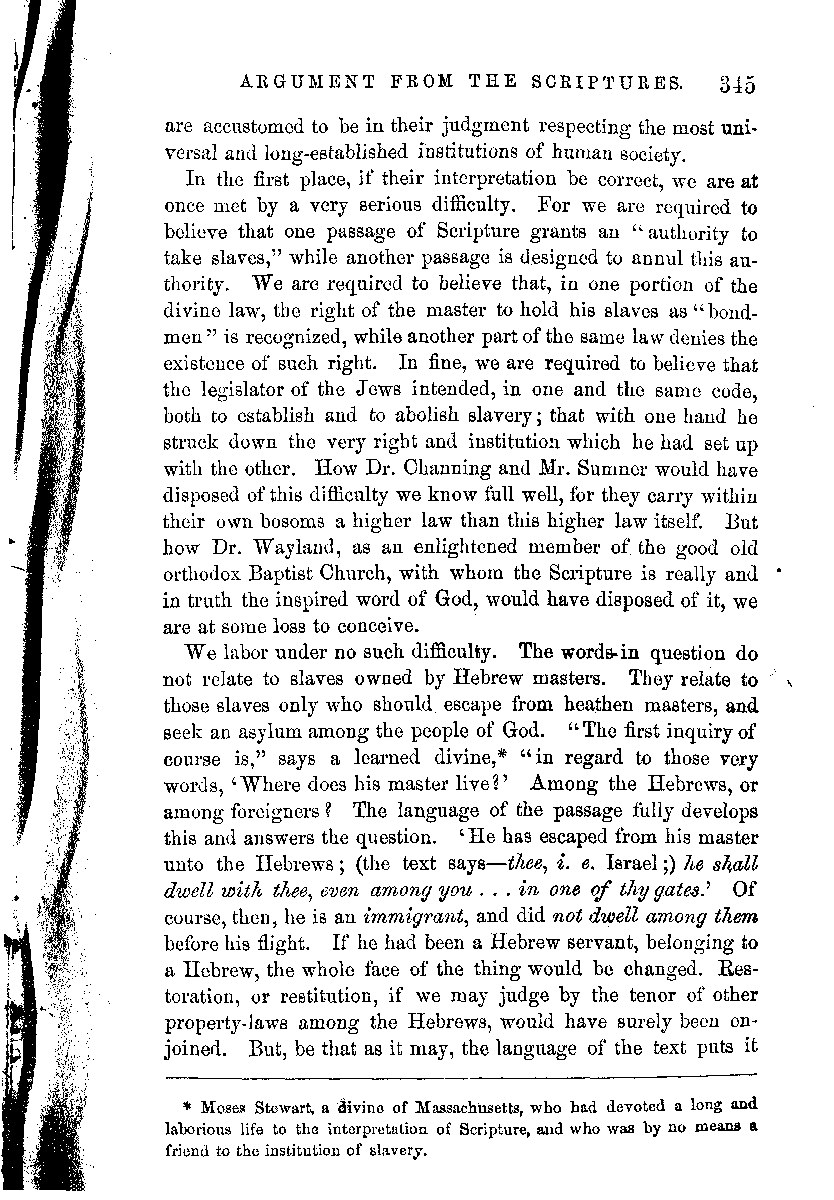 ARGUMENT FROM THE SCRIPTURES. 345
are accustomed to be in their judgment respecting the most uni-
versal and long-established institutions of human society.
In the first place, if their interpretation be correct, we are at
once met by a very serious difficulty. For we are required to
believe that one passage of Scripture grants an "authority to
take slaves," while another passage is designed to annul this au-
thority. We are required to believe that, in one portion of the
divine law, the right of the master to hold his slaves as "bond-
men" is recognized, while another part of the same law denies the
existence of such right. In fine, we are required to believe that
the legislator of the Jews intended, in one and the same code,
both to establish and to abolish slavery; that with one hand he
struck down the very right and institution which he had set up
with the other. How Dr. Channing and Mr. Sumner would have
disposed of this difficulty we know full well, for they carry within
their own bosoms a higher law than this higher law itself. But
how Dr. Wayland, as an enlightened member of the good old
orthodox Baptist Church, with whom the Scripture is really and
in truth the inspired word of God, would have disposed of it, we
are at some loss to conceive.
We labor under no such difficulty. The words in question do
not relate to slaves owned by Hebrew masters. They relate to
those slaves only who should escape from heathen masters, and
seek an asylum among the people of God. "The first inquiry of
course is," says a learned divine,* "in regard to those very
words, 'Where does his master live?' Among the Hebrews, or
among foreigners? The language of the passage fully develops
this and answers the question. 'He has escaped from his master
unto the Hebrews; (the text says—thee, i. e. Israel;) he shall
dwell with thee, even among you . . . in one of thy gates.' Of
course, then, he is an immigrant, and did not dwell among them
before his flight. If he had been a Hebrew servant, belonging to
a Hebrew, the whole face of the thing would be changed. Res-
toration, or restitution, if we may judge by the tenor of other
property-laws among the Hebrews, would have surely been en-
joined. But, be that as it may, the language of the text puts it
* Moses Stewart, a divine of Massachusetts, who had devoted a long and
laborious life to the interpretation of Scripture, and who was by no means a
friend to the institution of slavery.